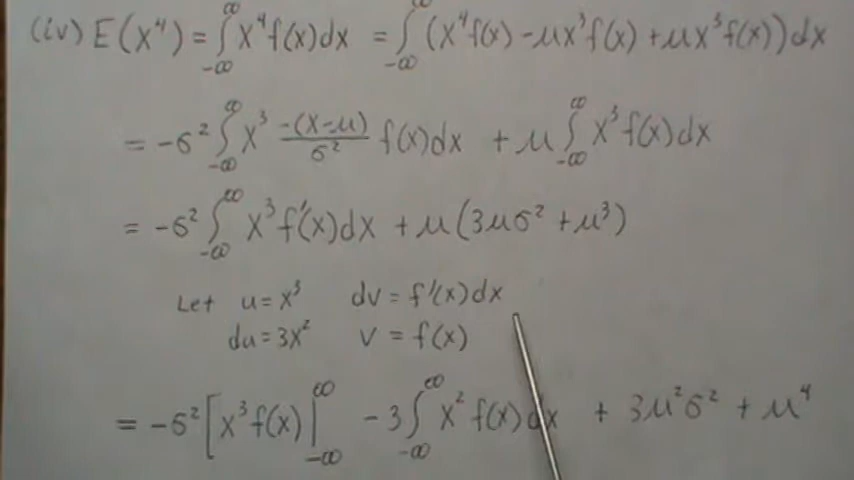 (iv) E(X⁴) = ∫_{-∞}^{∞} X⁴f(x)dx = ∫_{-∞}^{∞} (X⁴f(x) - μx³f(x) + μx³f(x))dx
= -σ² ∫_{-∞}^{∞} X³ -(x-μ)/σ² f(x)dx + μ ∫_{-∞}^{∞} X³f(x)dx
= -σ² ∫_{-∞}^{∞} X³f'(x)dx + μ(3μσ² + μ³)
Let u = x³ dv = f'(x)dx
du = 3x² v = f(x)
= -σ² [x³f(x)|_{-∞}^{∞} - 3 ∫_{-∞}^{∞} x² f(x)dx + 3μ²σ² + μ⁴